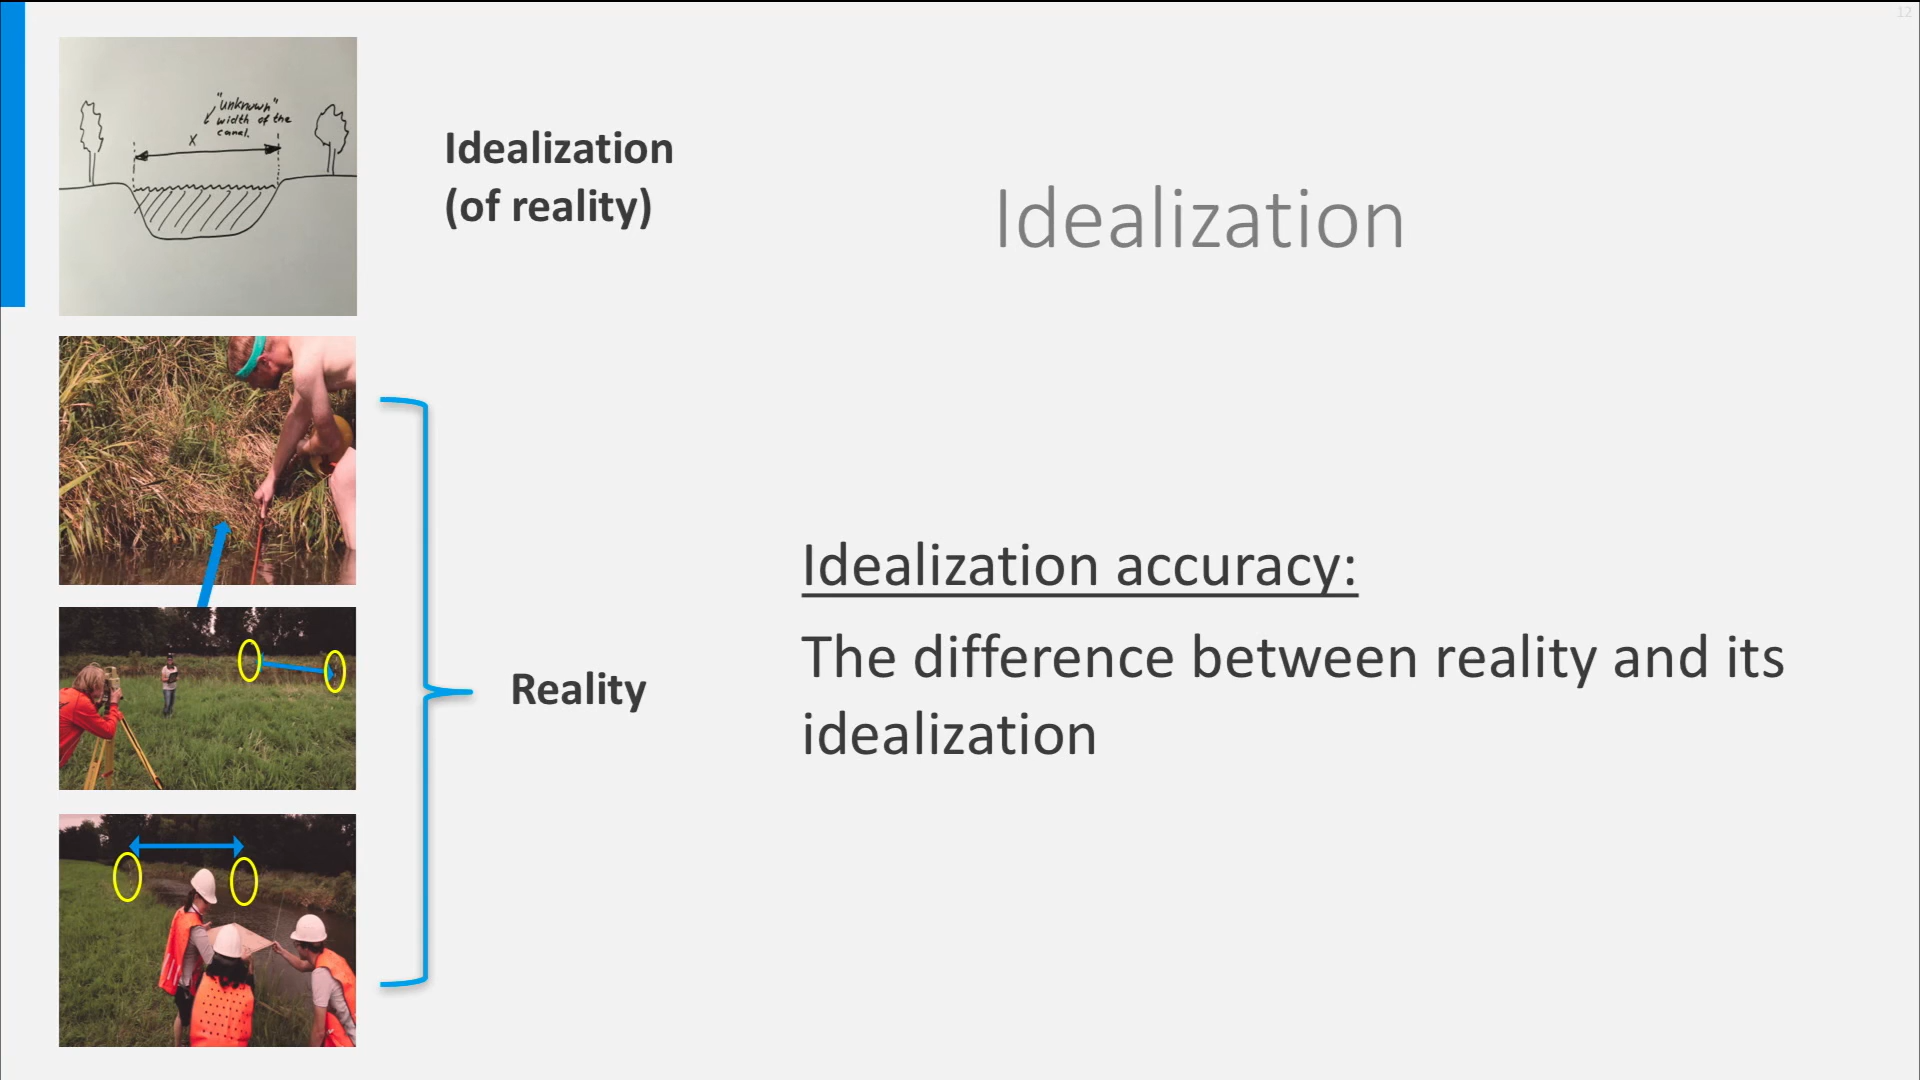 12
"unknown"
width of the
canal.
X
Idealization
(of reality)
Idealization
Reality
Idealization accuracy:
The difference between reality and its
idealization